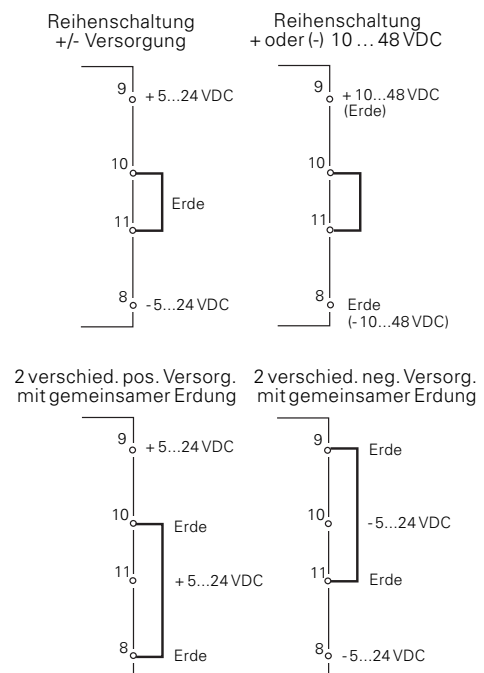 Reihenschaltung
+/- Versorgung
9
+ 5...24 VDC
10
Erde
11
8
- 5...24 VDC
Reihenschaltung
+ oder (-) 10 ... 48 VDC
9
+ 10...48 VDC
(Erde)
10
11
8
Erde
(- 10...48 VDC)
2 verschied. pos. Versorg.
mit gemeinsamer Erdung
9
+ 5...24 VDC
10
Erde
11
+ 5...24 VDC
8
Erde
2 verschied. neg. Versorg.
mit gemeinsamer Erdung
9
Erde
10
- 5...24 VDC
11
Erde
8
- 5...24 VDC